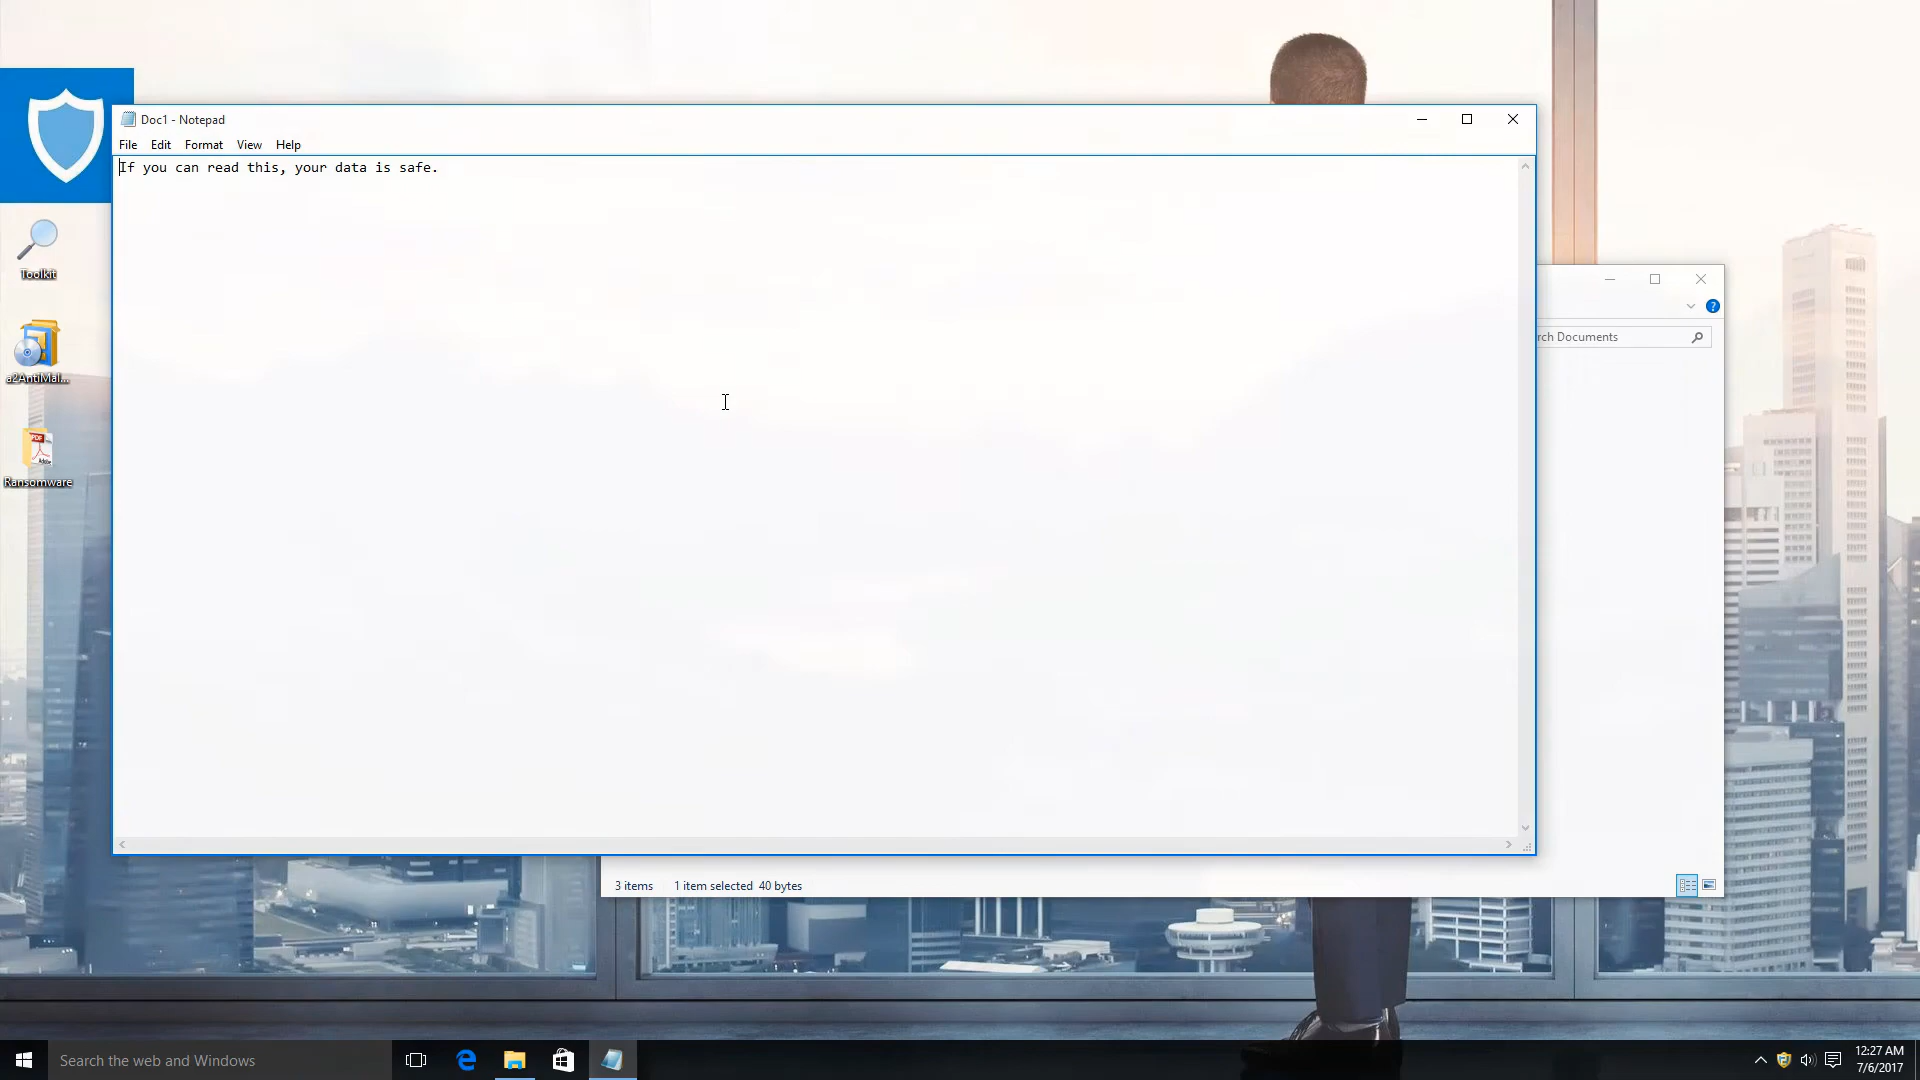 Doc1 - Notepad
File Edit Format View Help
If you can read this, your data is safe.
Toolkit
a2AntiMal...
PDF
Adobe
Ransomware
rch Documents
3 items 1 item selected 40 bytes
Search the web and Windows
12:27 AM
7/6/2017